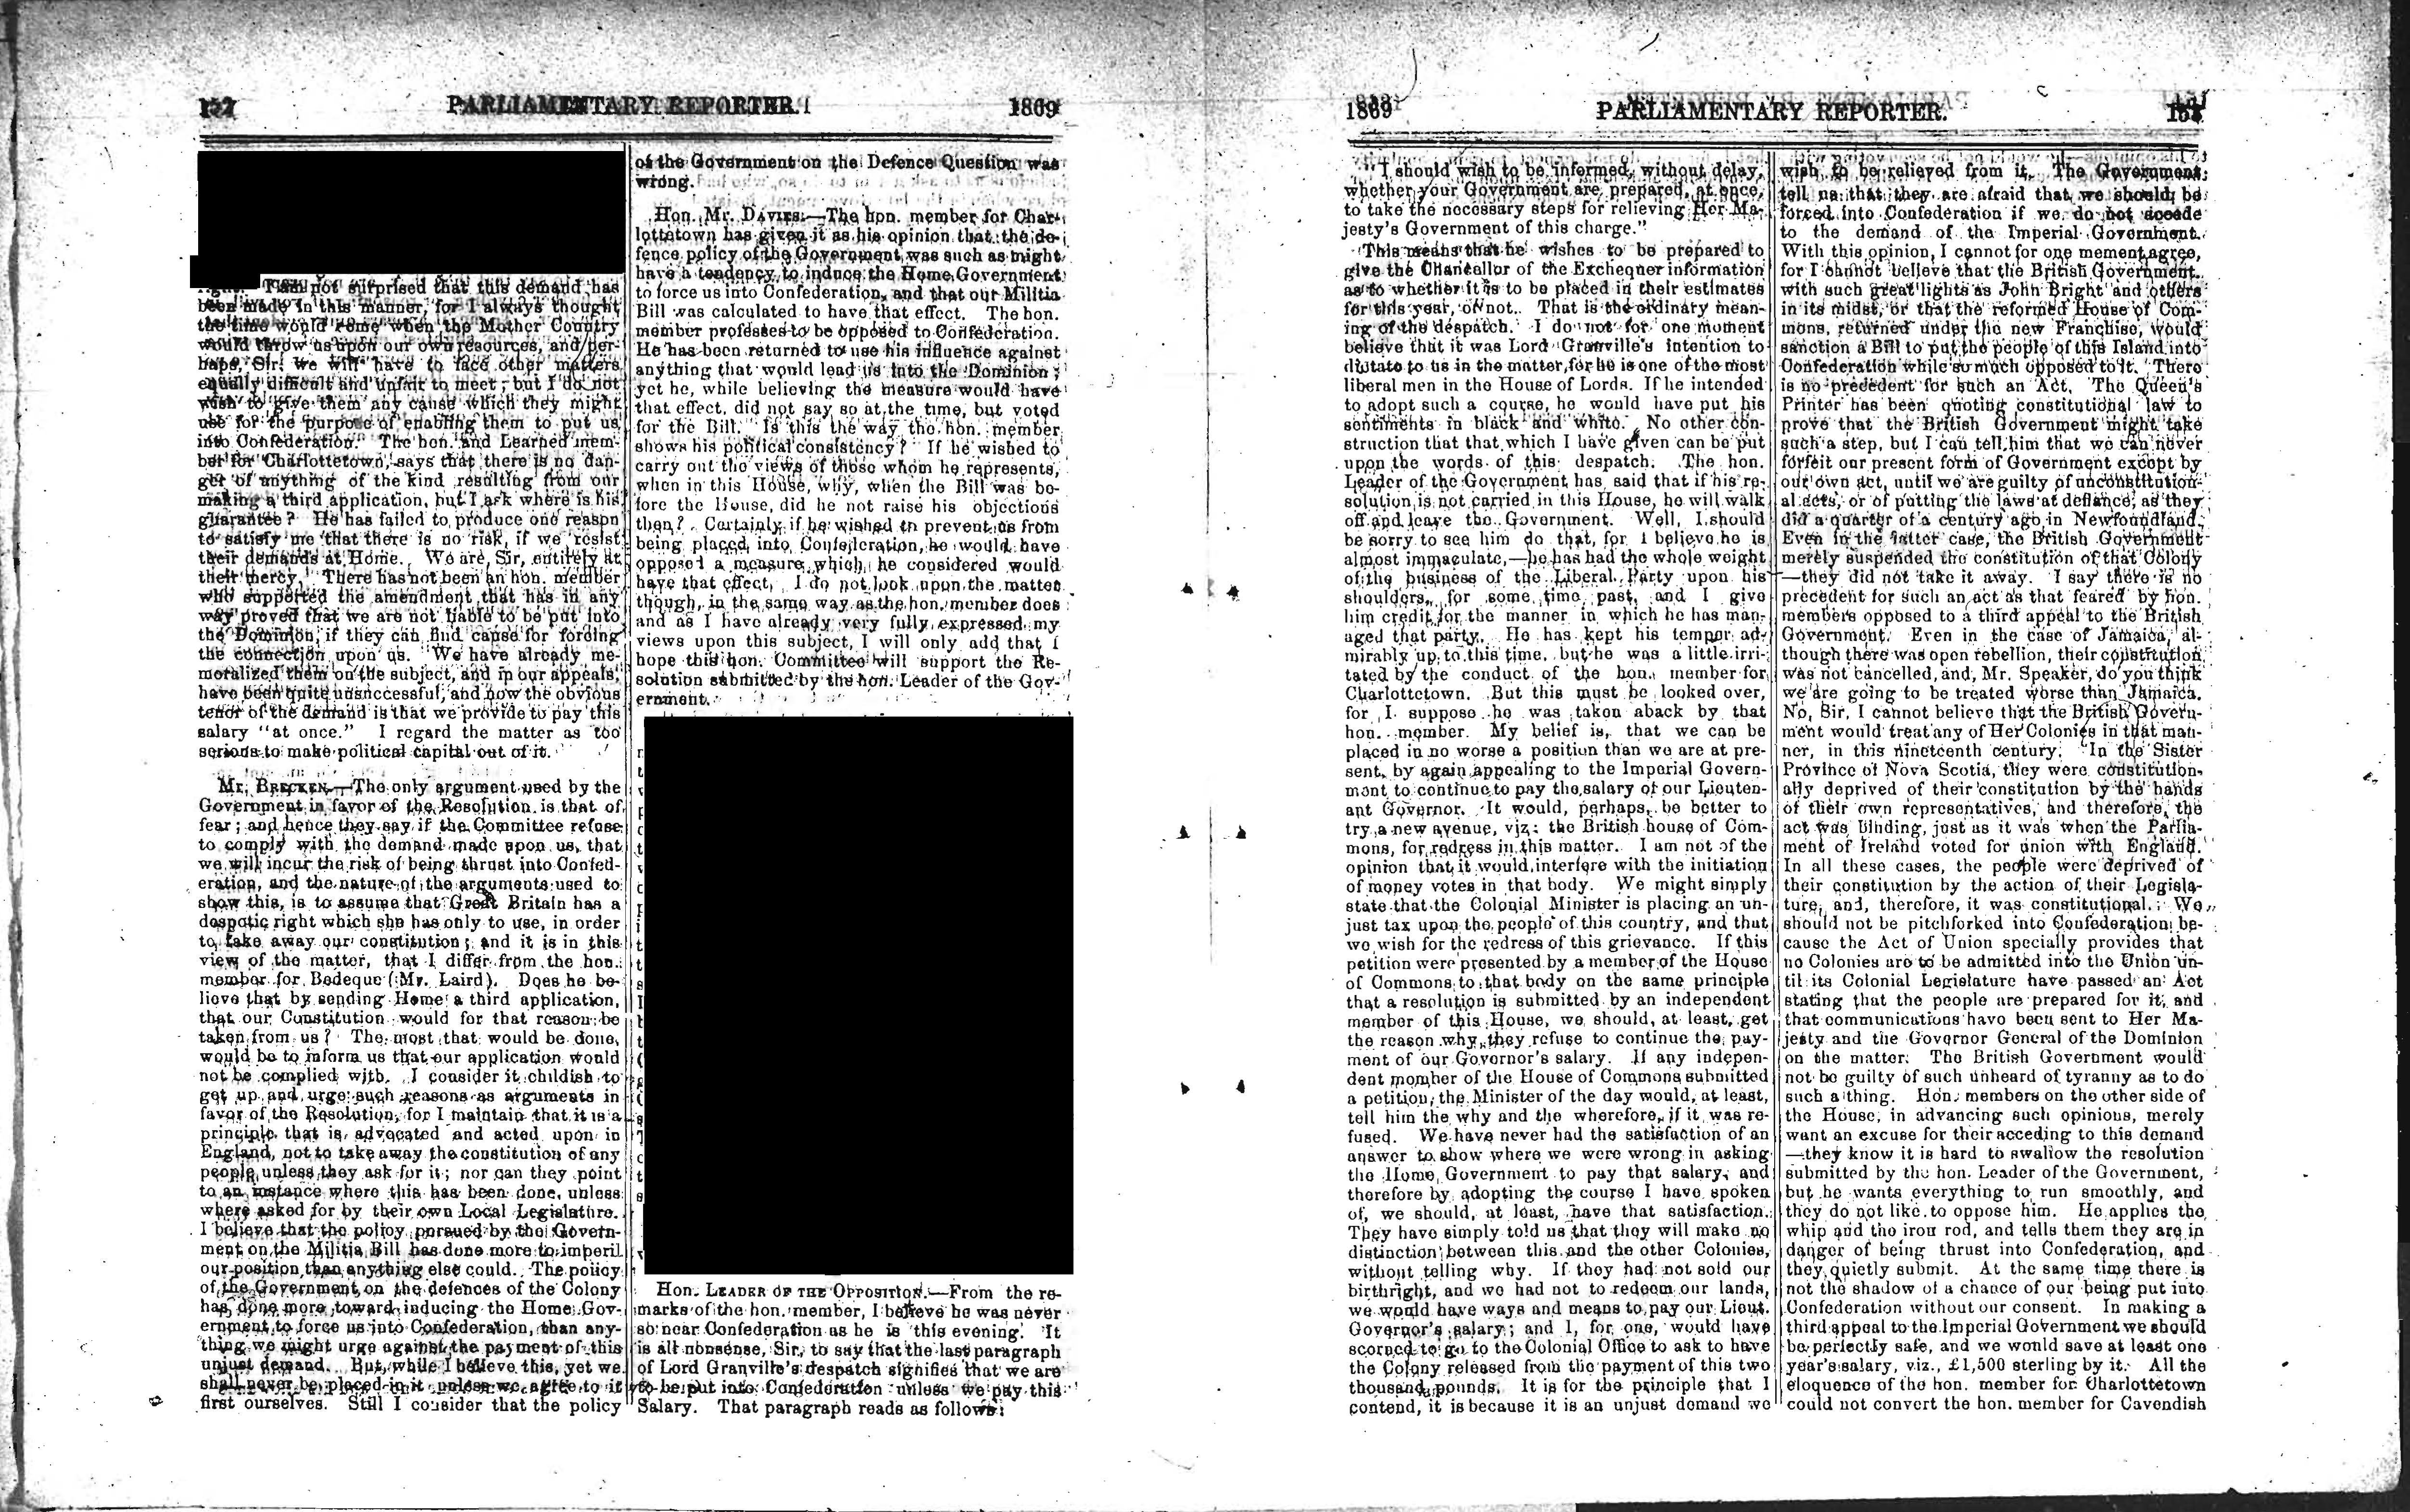 157 PARLIAMENTARY REPORTER. 1869
I am not surprised that this demand has
been made in this manner, for I always thought
the time would come when the Mother Country
would throw us upon our own resources, and per-
haps, Sir, we will have to face other matters
equally difficult and unfair to meet; but I do not
wish to give them any cause which they might
use for the purpose of enabling them to put us
into Confederation. The hon. and Learned mem-
ber for Charlottetown, says that there is no dan-
ger of anything of the kind resulting from our
making a third application, but I ask where is his
guarantee? He has failed to produce one reason
to satisfy me that there is no risk, if we resist
their demands at Home. We are, Sir, entirely at
their mercy. There has not been an hon. member
who supported the amendment that has in any
way proved that we are not liable to be put into
the Dominion, if they can find cause for forcing
the connection upon us. We have already me-
moralized them on the subject, and in our appeals,
have been quite unsuccessful, and now the obvious
tenor of the demand is that we provide to pay this
salary "at once." I regard the matter as too
serious to make political capital out of it.
MR. BRECKEN.—The only argument used by the
Government in favor of the Resolution is that of
fear; and hence they say if the Committee refuse
to comply with the demand made upon us, that
we will incur the risk of being thrust into Confed-
eration, and the nature of the arguments used to
show this, is to assume that Great Britain has a
despotic right which she has only to use, in order
to take away our constitution; and it is in this
view of the matter, that I differ from the hon.
member for Bedeque (Mr. Laird). Does he be-
lieve that by sending Home a third application,
that our Constitution would for that reason be
taken from us? The most that would be done,
would be to inform us that our application would
not be complied with. I consider it childish to
get up and urge such reasons as arguments in
favor of the Resolution, for I maintain that it is a
principle that is advocated and acted upon in
England, not to take away the constitution of any
people unless they ask for it; nor can they point
to an instance where this has been done, unless
where asked for by their own Local Legislature.
I believe that the policy pursued by the Govern-
ment on the Militia Bill has done more to imperil
our position than anything else could. The policy
of the Government on the defences of the Colony
has done more toward inducing the Home Gov-
ernment to force us into Confederation, than any-
thing we might urge against the payment of this
unjust demand. But, while I believe this, yet we
shall never be placed in it unless we agree to it
first ourselves. Still I consider that the policy
of the Government on the Defence Question was
wrong.
Hon. Mr. DAVIES.—The hon. member for Char-
lottetown has given it as his opinion that the de-
fence policy of the Government was such as might
have a tendency to induce the Home Government
to force us into Confederation, and that our Militia
Bill was calculated to have that effect. The hon.
member professes to be opposed to Confederation.
He has been returned to use his influence against
anything that would lead us into the Dominion;
yet he, while believing the measure would have
that effect, did not say so at the time, but voted
for the Bill. Is this the way the hon. member
shows his political consistency? If he wished to
carry out the views of those whom he represents,
when in this House, why, when the Bill was be-
fore the House, did he not raise his objections
then? Certainly if he wished to prevent us from
being placed into Confederation, he would have
opposed a measure which he considered would
have that effect, I do not look upon the matter
though, in the same way as the hon. member does
and as I have already very fully expressed my
views upon this subject, I will only add that I
hope this hon. Committee will support the Re-
solution submitted by the hon. Leader of the Gov-
ernment.
Hon. LEADER OF THE OPPOSITION.—From the re-
marks of the hon. member, I believe he was never
so near Confederation as he is this evening. It
is all nonsense, Sir, to say that the last paragraph
of Lord Granville's despatch signifies that we are
to be put into Confederation unless we pay this
Salary. That paragraph reads as follows:
1869 PARLIAMENTARY REPORTER.
"I should wish to be informed, without delay,
whether your Government are prepared, at once,
to take the necessary steps for relieving Her Ma-
jesty's Government of this charge."
This means that he wishes to be prepared to
give the Chancellor of the Exchequer information
as to whether it is to be placed in their estimates
for this year, or not. That is the ordinary mean-
ing of the despatch. I do not for one moment
believe that it was Lord Granville's intention to
dictate to us in the matter, for he is one of the most
liberal men in the House of Lords. If he intended
to adopt such a course, he would have put his
sentiments in black and white. No other con-
struction that that which I have given can be put
upon the words of this despatch. The hon.
Leader of the Government has said that if his re-
solution is not carried in this House, he will walk
off and leave the Government. Well, I should
be sorry to see him do that, for I believe he is
almost immaculate,—he has had the whole weight
of the business of the Liberal Party upon his
shoulders, for some time past, and I give
him credit for the manner in which he has man-
aged that party. He has kept his temper ad-
mirably up to this time, but he was a little irri-
tated by the conduct of the hon. member for
Charlottetown. But this must be looked over,
for I suppose he was taken aback by that
hon. member. My belief is, that we can be
placed in no worse a position than we are at pre-
sent, by again appealing to the Imperial Govern-
ment to continue to pay the salary of our Lieuten-
ant Governor. It would, perhaps, be better to
try a new avenue, viz: the British house of Com-
mons, for redress in this matter. I am not of the
opinion that it would interfere with the initiation
of money votes in that body. We might simply
state that the Colonial Minister is placing an un-
just tax upon the people of this country, and that
we wish for the redress of this grievance. If this
petition were presented by a member of the House
of Commons to that body on the same principle
that a resolution is submitted by an independent
member of this House, we should, at least, get
the reason why they refuse to continue the pay-
ment of our Governor's salary. If any indepen-
dent member of the House of Commons submitted
a petition, the Minister of the day would, at least,
tell him the why and the wherefore, if it was re-
fused. We have never had the satisfaction of an
answer to show where we were wrong in asking
the Home Government to pay that salary, and
therefore by adopting the course I have spoken
of, we should, at least, have that satisfaction.
They have simply told us that they will make no
distinction between this and the other Colonies,
without telling why. If they had not sold our
birthright, and we had not to redeem our lands,
we would have ways and means to pay our Lieut.
Governor's salary; and I, for one, would have
scorned to go to the Colonial Office to ask to have
the Colony released from the payment of this two
thousand pounds. It is for the principle that I
contend, it is because it is an unjust demand we
wish to be relieved from it. The Government
tell us that they are afraid that we should be
forced into Confederation if we do not accede
to the demand of the Imperial Government.
With this opinion, I cannot for one mement agree,
for I cannot believe that the British Government
with such great lights as John Bright and others
in its midst, or that the reformed House of Com-
mons, returned under the new Franchise, would
sanction a Bill to put the people of this Island into
Confederation while so much opposed to it. There
is no precedent for such an Act. The Queen's
Printer has been quoting constitutional law to
prove that the British Government might take
such a step, but I can tell him that we can never
forfeit our present form of Government except by
our own act, until we are guilty of unconstitution-
al acts, or of putting the laws at defiance, as they
did a quarter of a century ago in Newfoundland.
Even in the latter case, the British Government
merely suspended the constitution of that Colony
—they did not take it away. I say there is no
precedent for such an act as that feared by hon.
members opposed to a third appeal to the British
Government. Even in the case of Jamaica, al-
though there was open rebellion, their constitution
was not cancelled, and, Mr. Speaker, do you think
we are going to be treated worse than Jamaica.
No, Sir, I cannot believe that the British Govern-
ment would treat any of Her Colonies in that man-
ner, in this nineteenth century. In the Sister
Province of Nova Scotia, they were constitution-
ally deprived of their constitution by the hands
of their own representatives, and therefore, the
act was binding, just as it was when the Parlia-
ment of Ireland voted for union with England.
In all these cases, the people were deprived of
their constitution by the action of their Legisla-
ture, and, therefore, it was constitutional. We
should not be pitchforked into Confederation be-
cause the Act of Union specially provides that
no Colonies are to be admitted into the Union un-
til its Colonial Legislature have passed an Act
stating that the people are prepared for it, and
that communications have been sent to Her Ma-
jesty and the Governor General of the Dominion
on the matter. The British Government would
not be guilty of such unheard of tyranny as to do
such a thing. Hon. members on the other side of
the House, in advancing such opinions, merely
want an excuse for their acceding to this demand
—they know it is hard to swallow the resolution
submitted by the hon. Leader of the Government,
but he wants everything to run smoothly, and
they do not like to oppose him. He applies the
whip and the iron rod, and tells them they are in
danger of being thrust into Confederation, and
they quietly submit. At the same time there is
not the shadow of a chance of our being put into
Confederation without our consent. In making a
third appeal to the Imperial Government we should
be perfectly safe, and we would save at least one
year's salary, viz., £1,500 sterling by it. All the
eloquence of the hon. member for Charlottetown
could not convert the hon. member for Cavendish